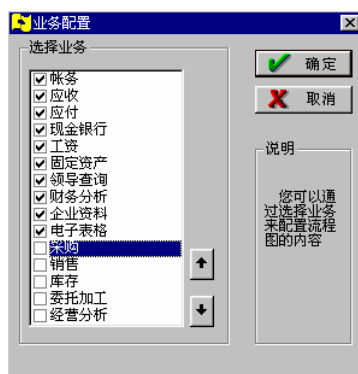 业务配置
选择业务
帐务
应收
应付
现金银行
工资
固定资产
领导查询
财务分析
企业资料
电子表格
采购
销售
库存
委托加工
经营分析
确定
取消
说明
您可以通
过选择业务
来配置流程
图的内容